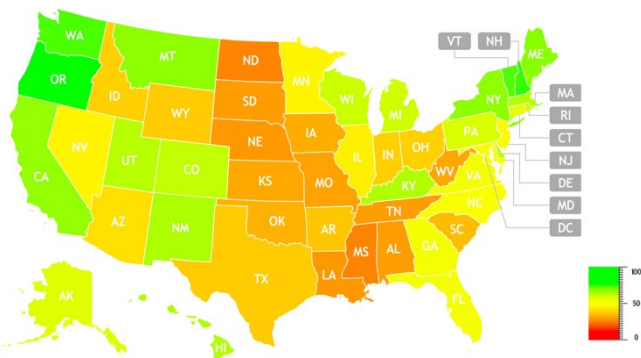 VT
NH
WA
MT
ND
MN
ME
OR
ID
SD
WI
MI
NY
MA
WY
RI
IA
PA
CT
NV
NE
IL
IN
OH
NJ
UT
CO
DE
CA
KS
MO
KY
WV
VA
MD
AZ
NM
OK
TN
NC
DC
AR
SC
MS
AL
GA
TX
LA
AK
FL
HI
100
50
0